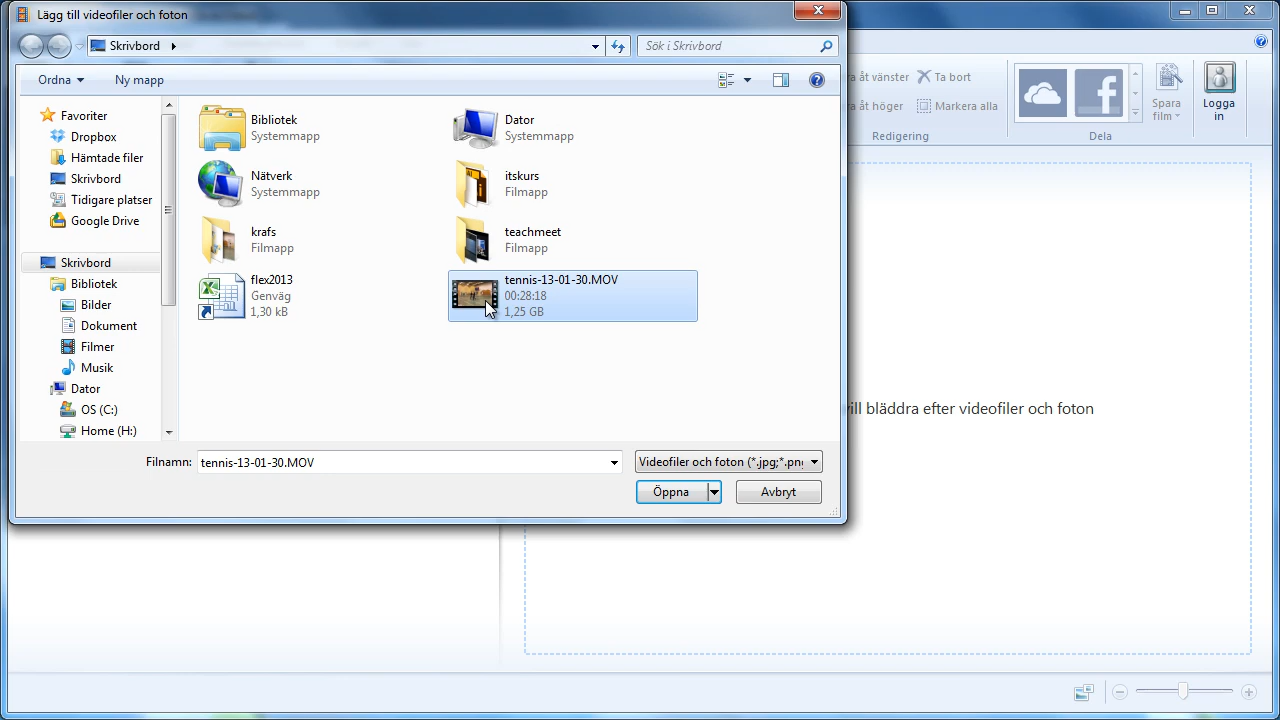 Lägg till videofiler och foton
Skrivbord
Sök i Skrivbord
Ordna
Ny mapp
Favoriter
Dropbox
Hämtade filer
Skrivbord
Tidigare platser
Google Drive
Skrivbord
Bibliotek
Bilder
Dokument
Filmer
Musik
Dator
OS (C:)
Home (H:)
Bibliotek
Systemmapp
Dator
Systemmapp
Nätverk
Systemmapp
itskurs
Filmapp
krafs
Filmapp
teachmeet
Filmapp
flex2013
Genväg
1,30 kB
tennis-13-01-30.MOV
00:28:18
1,25 GB
Filnamn:
tennis-13-01-30.MOV
Videofiler och foton (*.jpg;*.pn
Öppna
Avbryt
a åt vänster
Ta bort
a åt höger
Markera alla
Redigering
Dela
Spara
film
Logga
in
vill bläddra efter videofiler och foton